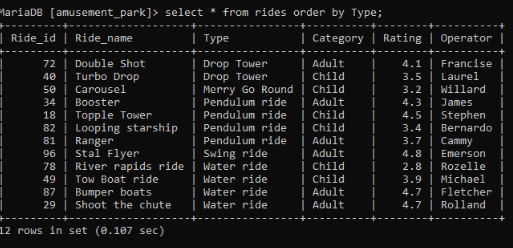 MariaDB [amusement_park]> select * from rides order by Type;
| Ride_id | Ride_name | Type | Category | Rating | Operator |
| 72 | Double Shot | Drop Tower | Adult | 4.1 | Francise |
| 40 | Turbo Drop | Drop Tower | Child | 3.5 | Laurel |
| 50 | Carousel | Merry Go Round | Child | 3.2 | Willard |
| 34 | Booster | Pendulum ride | Adult | 4.3 | James |
| 18 | Topple Tower | Pendulum ride | Child | 4.5 | Stephen |
| 82 | Looping starship | Pendulum ride | Child | 3.4 | Bernardo |
| 81 | Ranger | Pendulum ride | Adult | 3.7 | Cammy |
| 96 | Stal Flyer | Swing ride | Adult | 4.8 | Emerson |
| 78 | River rapids ride | Water ride | Child | 2.8 | Rozelle |
| 49 | Tow Boat ride | Water ride | Child | 3.9 | Michael |
| 87 | Bumper boats | Water ride | Adult | 4.7 | Fletcher |
| 29 | Shoot the chute | Water ride | Adult | 4.7 | Rolland |
12 rows in set (0.107 sec)